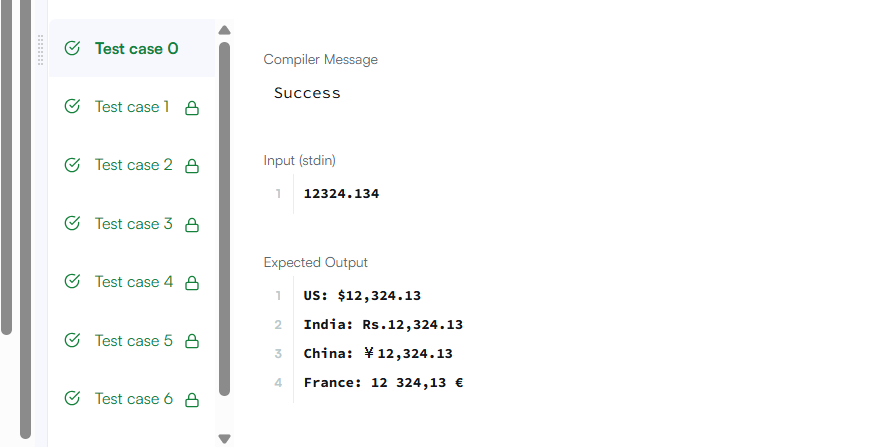 Test case 0
Test case 1
Test case 2
Test case 3
Test case 4
Test case 5
Test case 6
Compiler Message
Success
Input (stdin)
1 12324.134
Expected Output
1 US: $12,324.13
2 India: Rs.12,324.13
3 China: ¥12,324.13
4 France: 12 324,13 €